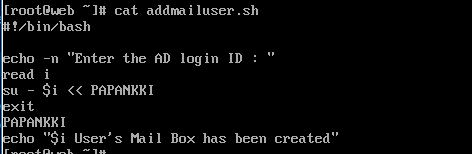 [root@web ~]# cat addmailuser.sh
#!/bin/bash
echo -n "Enter the AD login ID : "
read i
su - $i << PAPANKKI
exit
PAPANKKI
echo "$i User's Mail Box has been created"
[root@web ~]#